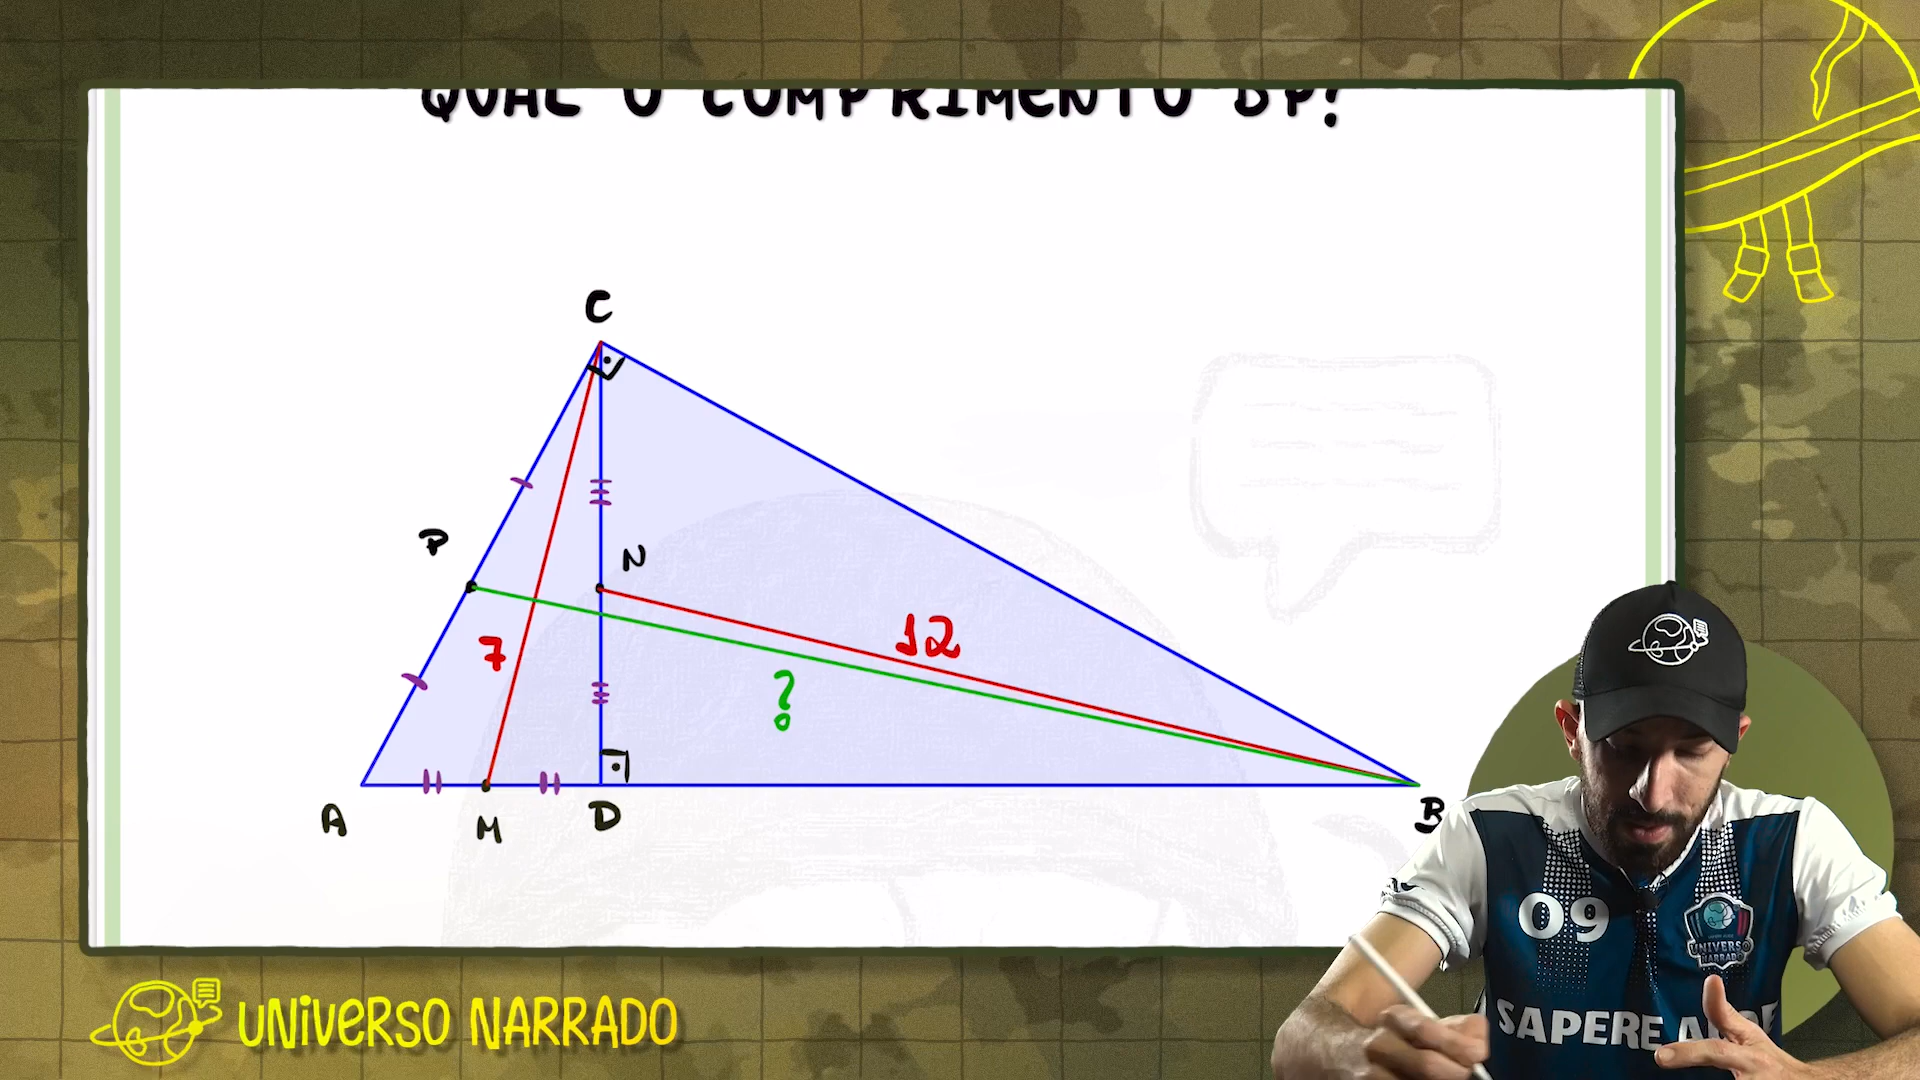 QUAL O COMPRIMENTO BP?
C
P
N
7
12
?
A
M
D
B
09
UNIVERSO
NARRADO
SAPERE
UNIVERSO NARRADO